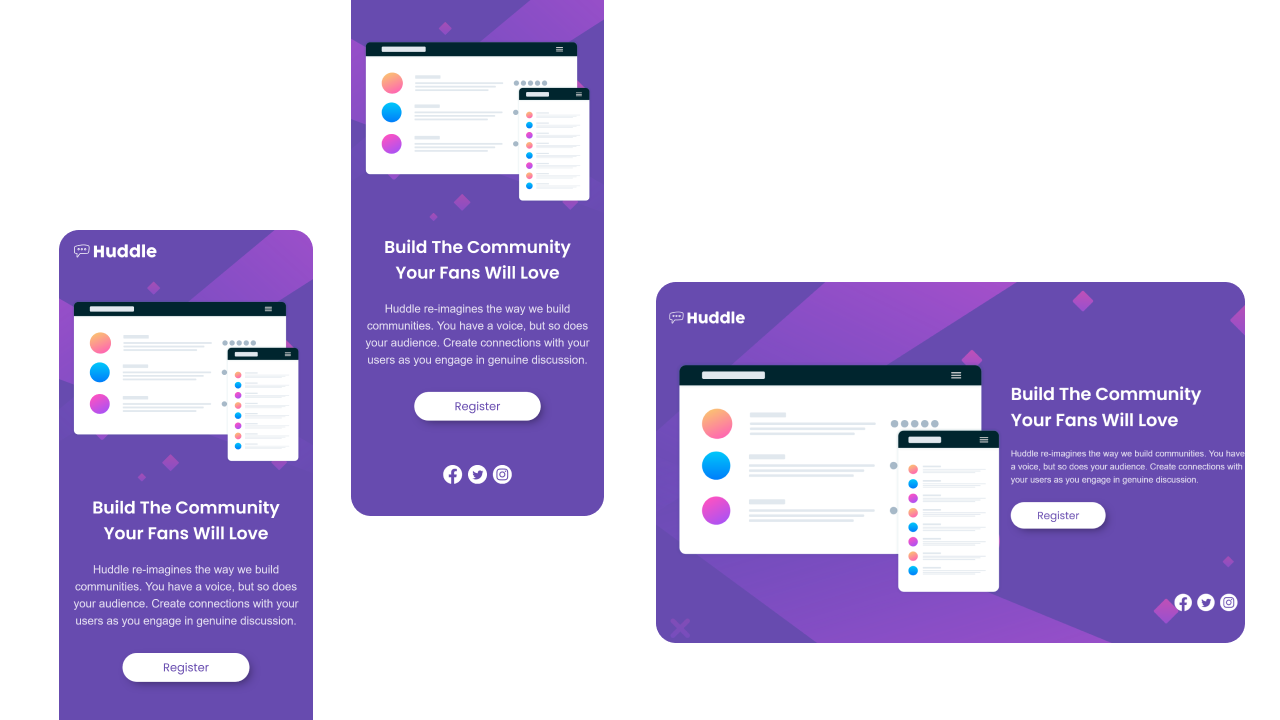 Huddle
Build The Community
Your Fans Will Love
Huddle re-imagines the way we build
communities. You have a voice, but so does
your audience. Create connections with your
users as you engage in genuine discussion.
Register
Build The Community
Your Fans Will Love
Huddle re-imagines the way we build
communities. You have a voice, but so does
your audience. Create connections with your
users as you engage in genuine discussion.
Register
Huddle
Build The Community
Your Fans Will Love
Huddle re-imagines the way we build communities. You have
a voice, but so does your audience. Create connections with
your users as you engage in genuine discussion.
Register